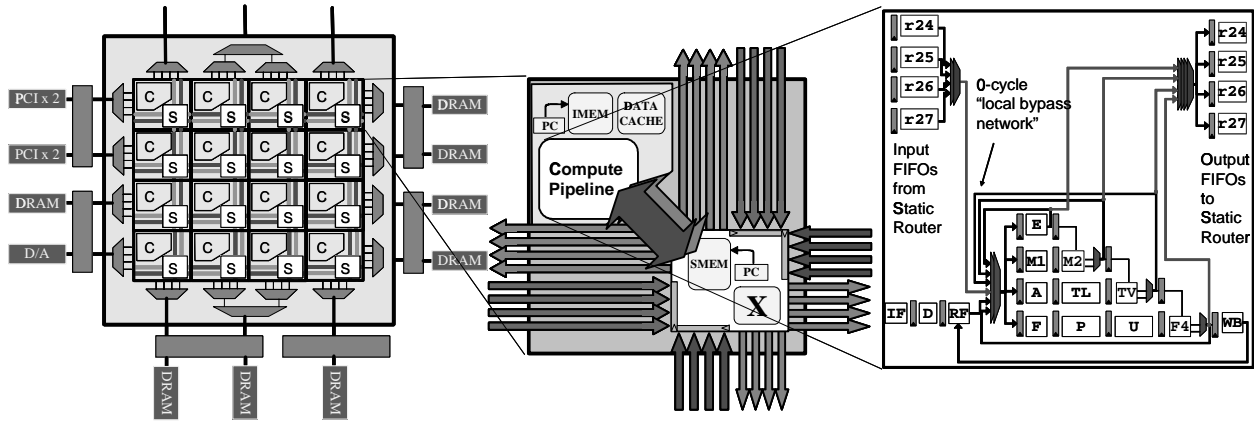 PCI x 2
PCI x 2
DRAM
D/A
C C C C
S S S S
C C C C
S S S S
C C C C
S S S S
C C C C
S S S S
DRAM
DRAM
DRAM
DRAM
DRAM
DRAM
DRAM
PC
IMEM
DATA
CACHE
Compute
Pipeline
SMEM
PC
X
r24
r25
r26
r27
Input
FIFOs
from
Static
Router
0-cycle
“local bypass
network”
r24
r25
r26
r27
Output
FIFOs
to
Static
Router
E
M1 M2
A TL TV
IF D RF
F P U F4 WB